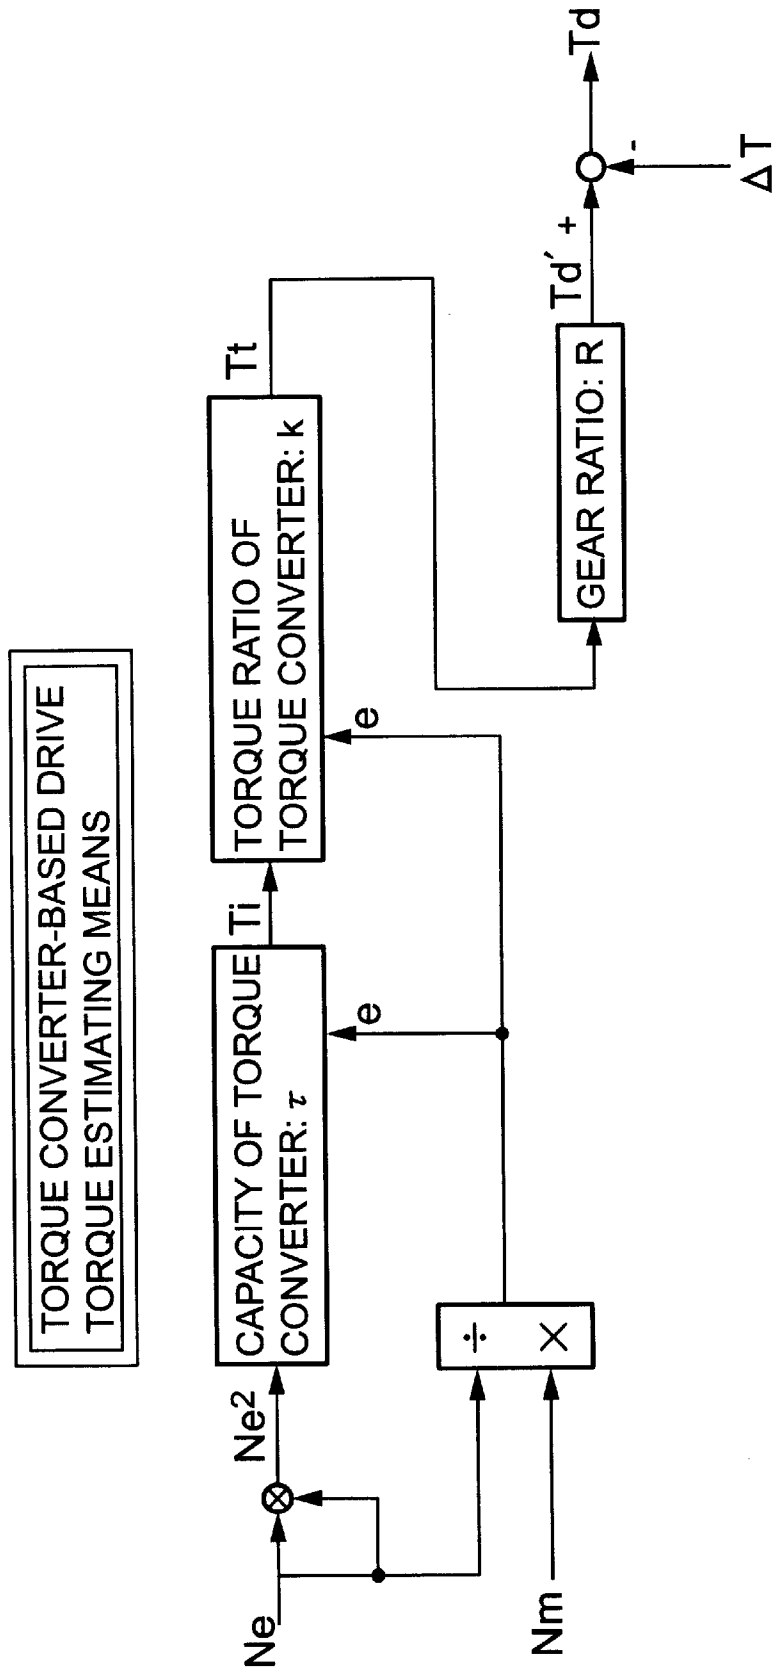 TORQUE CONVERTER-BASED DRIVE
TORQUE ESTIMATING MEANS
Ne
Ne²
CAPACITY OF TORQUE
CONVERTER: τ
Ti
TORQUE RATIO OF
TORQUE CONVERTER: k
Tt
e
e
Nm
÷
×
GEAR RATIO: R
Td′
+
-
Td
ΔT